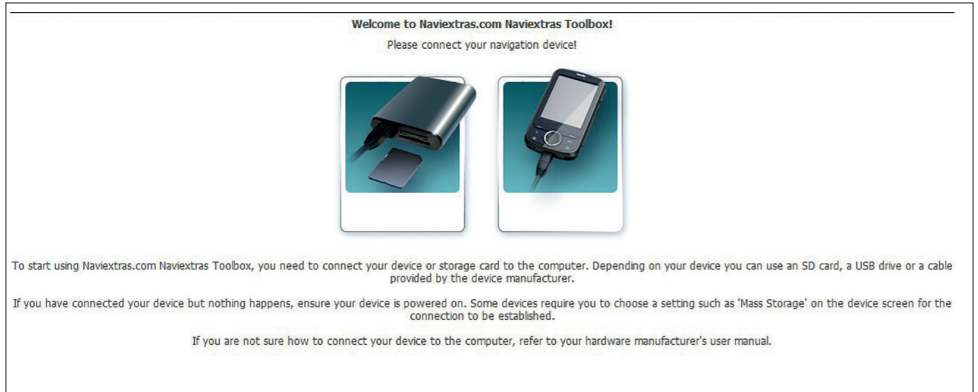 Welcome to Naviextras.com Naviextras Toolbox!
Please connect your navigation device!
To start using Naviextras.com Naviextras Toolbox, you need to connect your device or storage card to the computer. Depending on your device you can use an SD card, a USB drive or a cable
provided by the device manufacturer.
If you have connected your device but nothing happens, ensure your device is powered on. Some devices require you to choose a setting such as 'Mass Storage' on the device screen for the
connection to be established.
If you are not sure how to connect your device to the computer, refer to your hardware manufacturer's user manual.